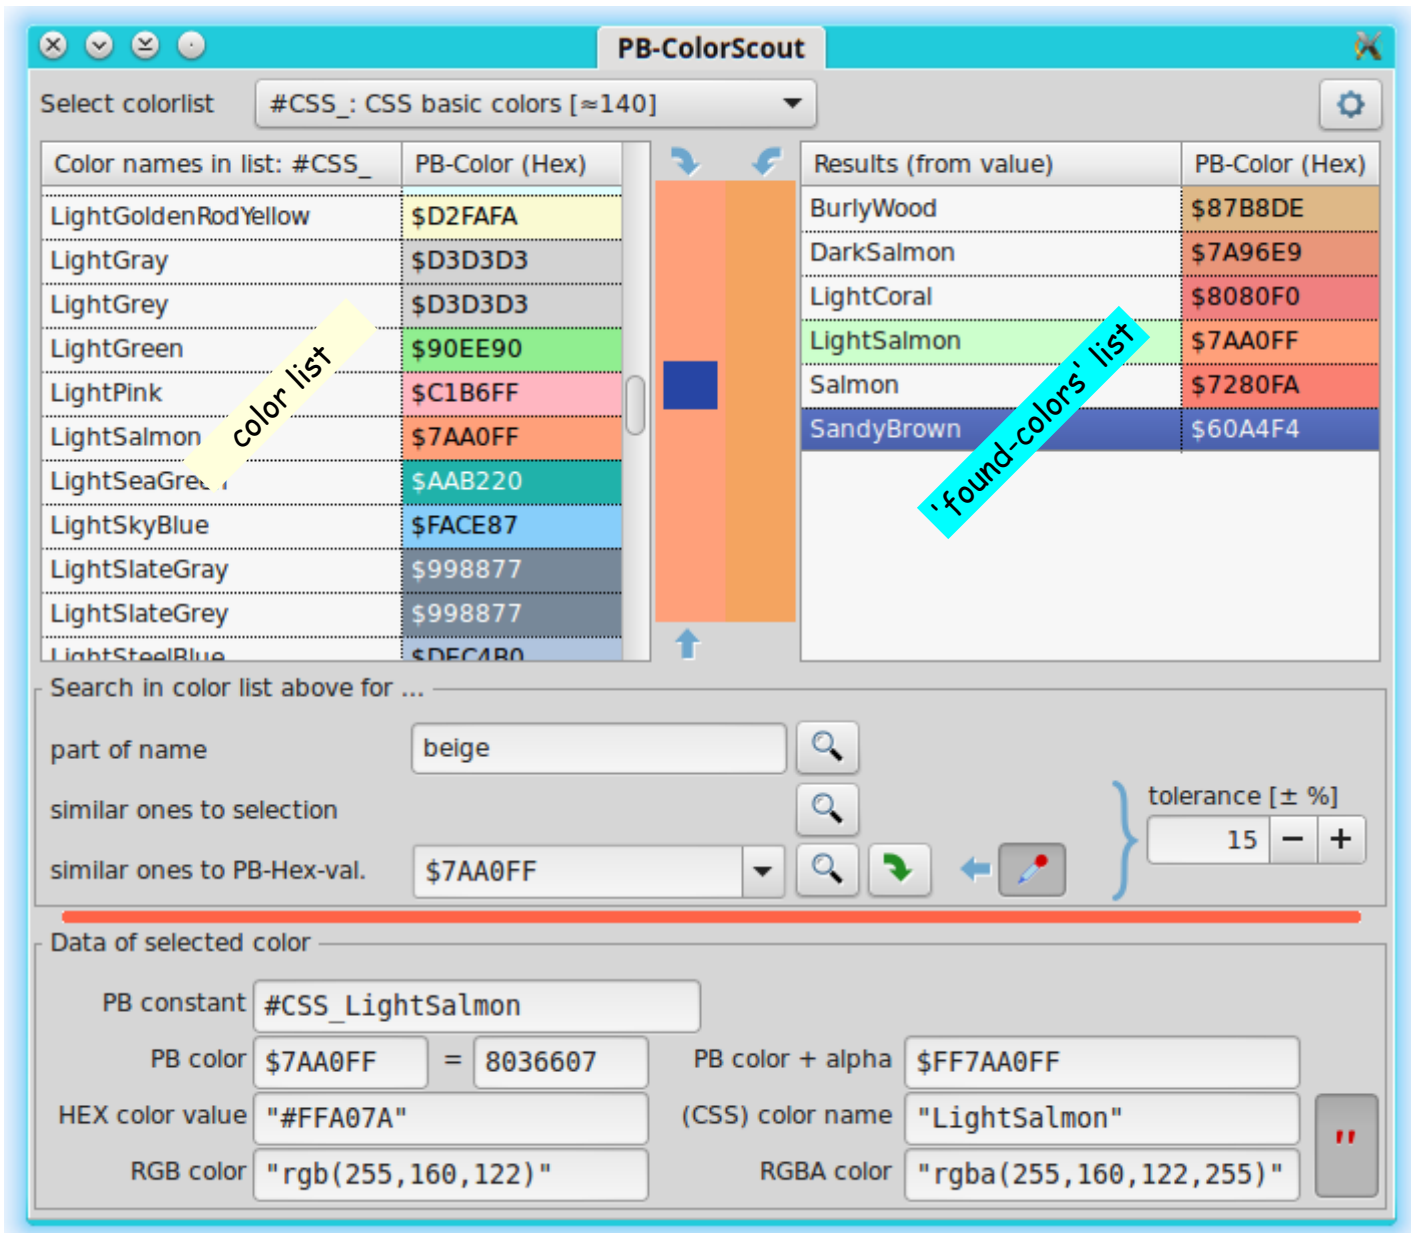 PB-ColorScout
Select colorlist #CSS_: CSS basic colors [≈140]
Color names in list: #CSS_ PB-Color (Hex)
LightGoldenRodYellow $D2FAFA
LightGray $D3D3D3
LightGrey $D3D3D3
LightGreen $90EE90
LightPink $C1B6FF
LightSalmon $7AA0FF
LightSeaGreen $AAB220
LightSkyBlue $FACE87
LightSlateGray $998877
LightSlateGrey $998877
LightSteelBlue $DEC4B0
color list
Results (from value) PB-Color (Hex)
BurlyWood $87B8DE
DarkSalmon $7A96E9
LightCoral $8080F0
LightSalmon $7AA0FF
Salmon $7280FA
SandyBrown $60A4F4
'found-colors' list
Search in color list above for ...
part of name beige
similar ones to selection
similar ones to PB-Hex-val. $7AA0FF
tolerance [± %]
15 − +
Data of selected color
PB constant #CSS_LightSalmon
PB color $7AA0FF = 8036607 PB color + alpha $FF7AA0FF
HEX color value "#FFA07A" (CSS) color name "LightSalmon"
RGB color "rgb(255,160,122)" RGBA color "rgba(255,160,122,255)"
"